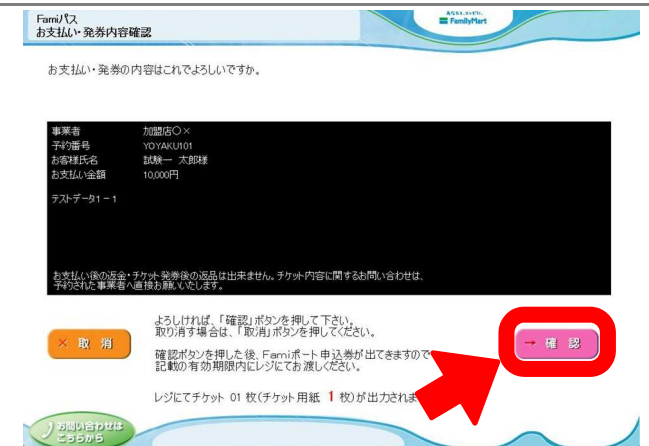 Famiパス
お支払い・発券内容確認
あなたと、コンビに、
FamilyMart
お支払い・発券の内容はこれでよろしいですか。
事業者 加盟店○×
予約番号 YOYAKU101
お客様氏名 試験一 太郎様
お支払い金額 10,000円
テストデータ1-1
お支払い後の返金・チケット発券後の返品は出来ません。チケット内容に関するお問い合わせは、
予約された事業者へ直接お願いいたします。
よろしければ、「確認」ボタンを押して下さい。
取り消す場合は、「取消」ボタンを押してください。
× 取 消
→ 確 認
確認ボタンを押した後、Famiポート申込券が出てきますので
記載の有効期限内にレジにてお渡しください。
レジにてチケット 01 枚(チケット用紙 1 枚)が出力されま
お問い合わせは
こちらから